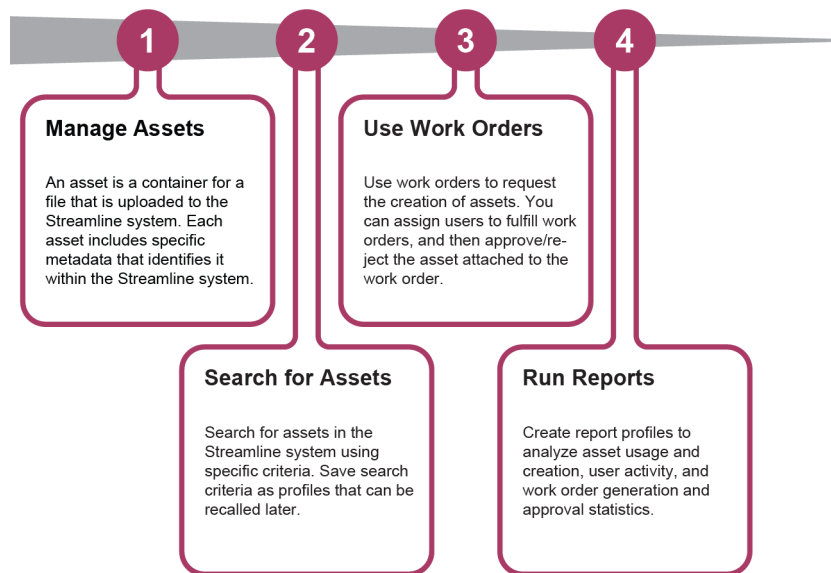 1
Manage Assets
An asset is a container for a
file that is uploaded to the
Streamline system. Each
asset includes specific
metadata that identifies it
within the Streamline system.
2
Search for Assets
Search for assets in the
Streamline system using
specific criteria. Save search
criteria as profiles that can be
recalled later.
3
Use Work Orders
Use work orders to request
the creation of assets. You
can assign users to fulfill work
orders, and then approve/re-
ject the asset attached to the
work order.
4
Run Reports
Create report profiles to
analyze asset usage and
creation, user activity, and
work order generation and
approval statistics.